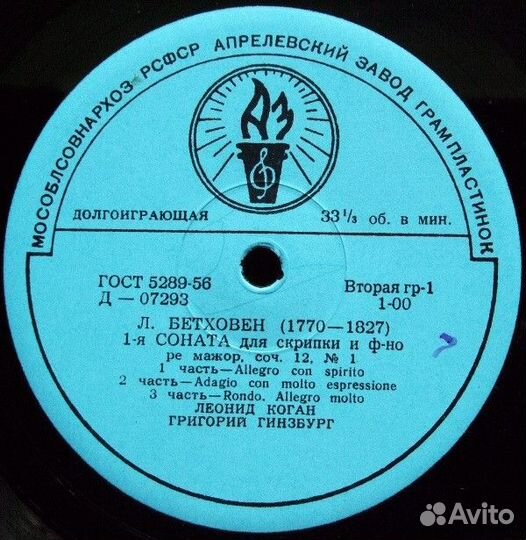 МОСОБЛСОВНАРХОЗ РСФСР АПРЕЛЕВСКИЙ ЗАВОД ГРАМПЛАСТИНОК
АЗ
ДОЛГОИГРАЮЩАЯ 33⅓ об. в мин.
ГОСТ 5289-56 Вторая гр-1
Д — 07293 1-00
Л. БЕТХОВЕН (1770—1827)
1-я СОНАТА для скрипки и ф-но
ре мажор, соч. 12, № 1
1 часть—Allegro con spirito
2 часть—Adagio con molto espressione
3 часть—Rondo. Allegro molto
ЛЕОНИД КОГАН
ГРИГОРИЙ ГИНЗБУРГ
7
Avito